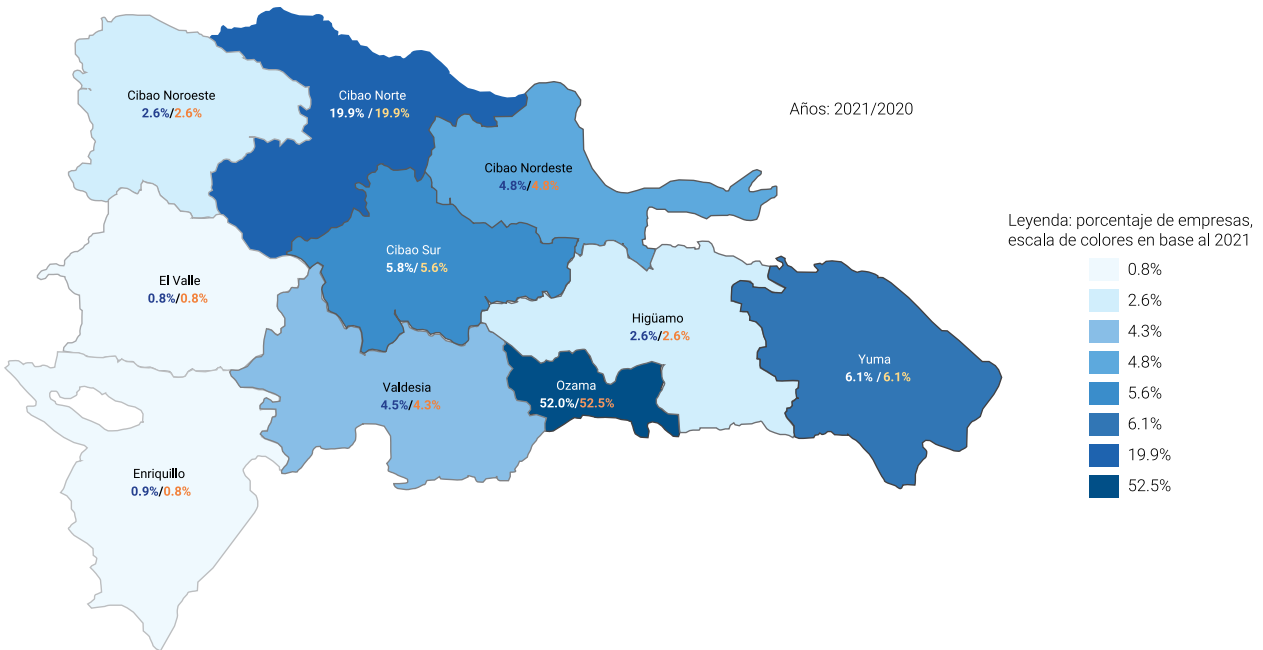 Cibao Noroeste
2.6%/2.6%
Cibao Norte
19.9% / 19.9%
Años: 2021/2020
Cibao Nordeste
4.8%/4.8%
Leyenda: porcentaje de empresas,
escala de colores en base al 2021
0.8%
2.6%
4.3%
4.8%
5.6%
6.1%
19.9%
52.5%
Cibao Sur
5.8%/ 5.6%
El Valle
0.8%/0.8%
Higüamo
2.6%/2.6%
Yuma
6.1% / 6.1%
Valdesia
4.5%/4.3%
Ozama
52.0%/52.5%
Enriquillo
0.9%/0.8%